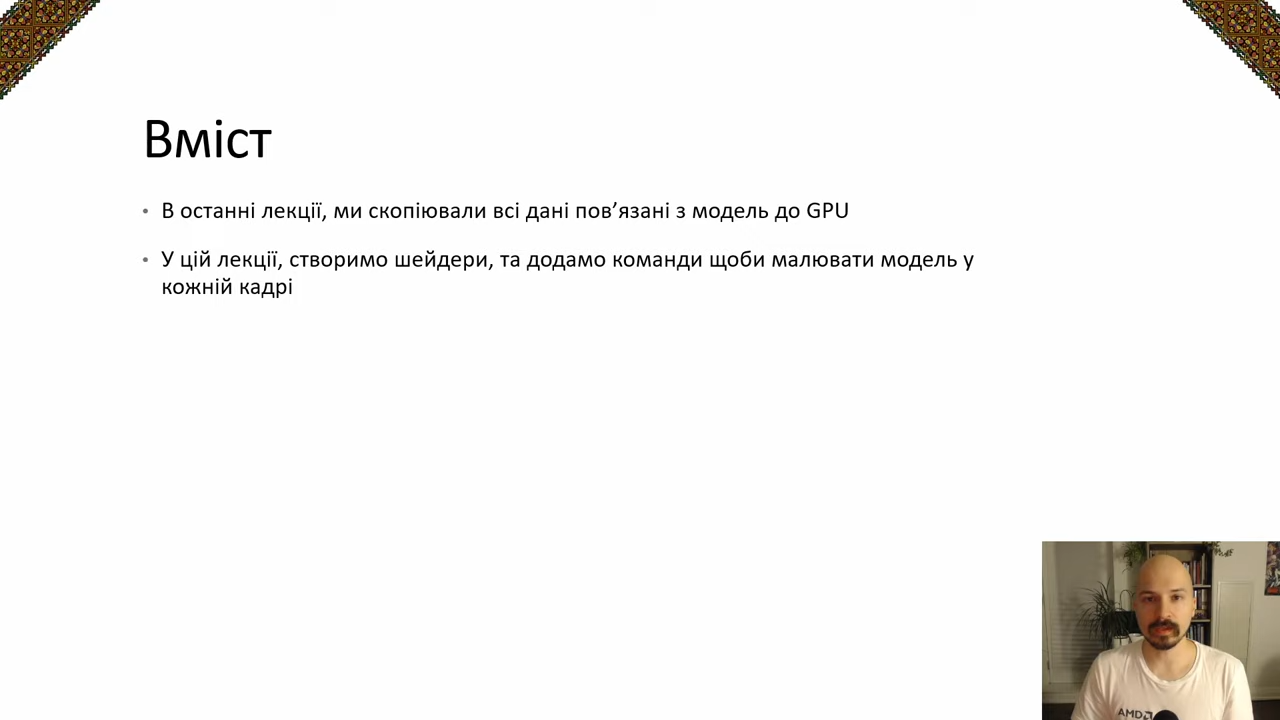 Вміст
• В останні лекції, ми скопіювали всі дані пов’язані з модель до GPU
• У цій лекції, створимо шейдери, та додамо команди щоби малювати модель у
кожній кадрі
AMD